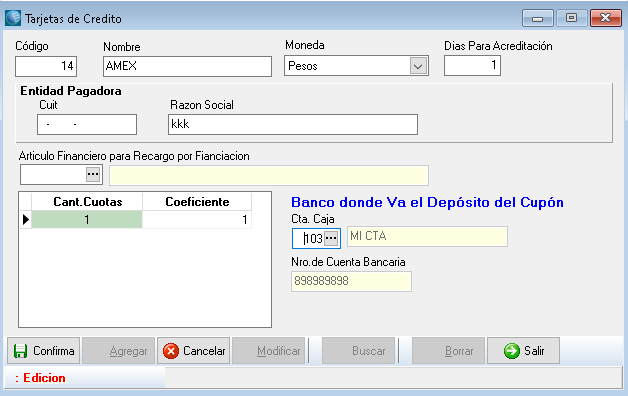 Tarjetas de Credito
Código Nombre Moneda Dias Para Acreditación
14 AMEX Pesos 1
Entidad Pagadora
Cuit Razon Social
- - kkk
Articulo Financiero para Recargo por Fianciacion
...
Cant.Cuotas Coeficiente
1 1
Banco donde Va el Depósito del Cupón
Cta. Caja
103 ... MI CTA
Nro.de Cuenta Bancaria
898989898
Confirma Agregar Cancelar Modificar Buscar Borrar Salir
: Edicion